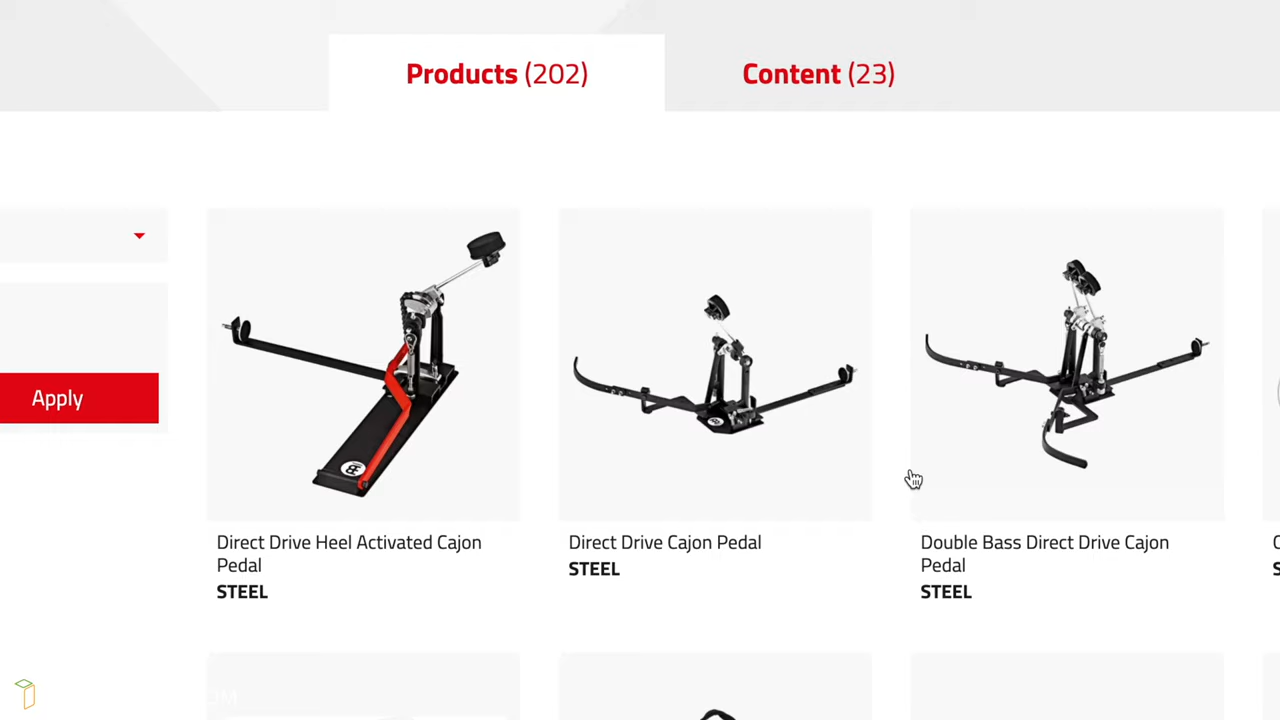 Products (202)
Content (23)
Apply
Direct Drive Heel Activated Cajon
Pedal
STEEL
Direct Drive Cajon Pedal
STEEL
Double Bass Direct Drive Cajon
Pedal
STEEL